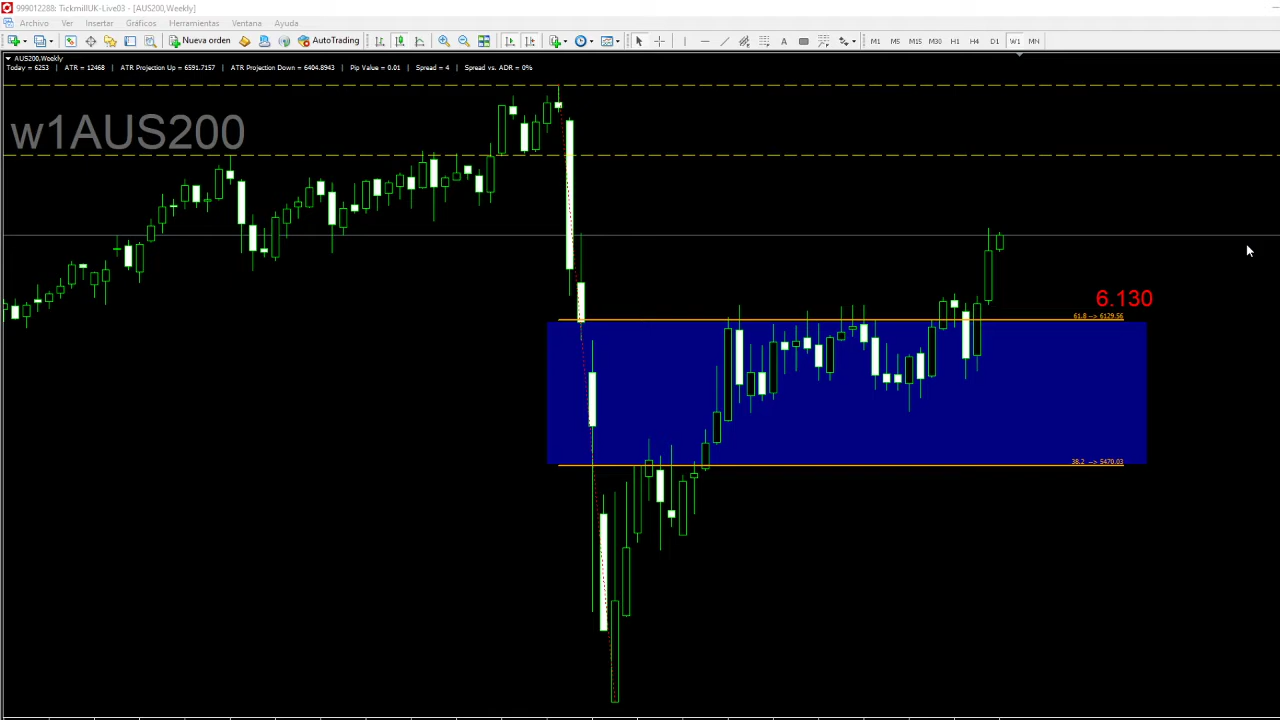 999012288: TickmillUK-Live03 - [AUS200,Weekly]
Archivo Ver Insertar Gráficos Herramientas Ventana Ayuda
Nueva orden AutoTrading A M1 M5 M15 M30 H1 H4 D1 W1 MN
AUS200,Weekly
Today = 6253 | ATR = 12468 | ATR Projection Up = 6591.7157 | ATR Projection Down = 6404.8943 | Pip Value = 0.01 | Spread = 4 | Spread vs. ADR = 0%
w1AUS200
6.130
61.8 --> 6129.56
38.2 --> 5470.03